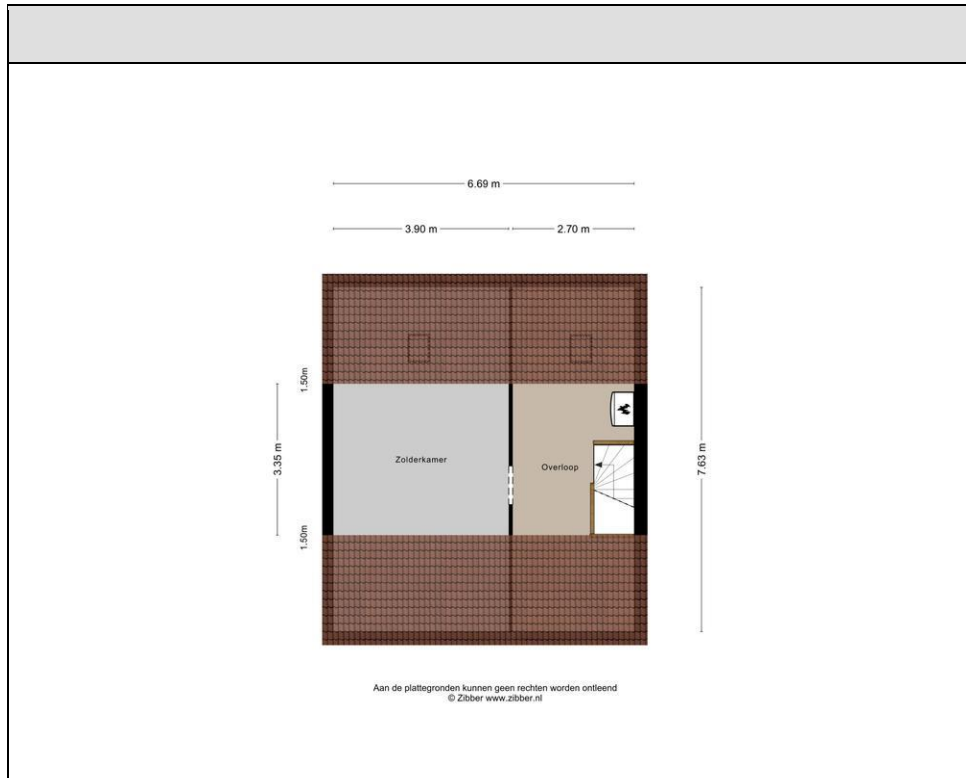 6.69 m
3.90 m
2.70 m
1.50m
3.35 m
7.63 m
Zolderkamer
Overloop
1.50m
Aan de plattegronden kunnen geen rechten worden ontleend
© Zibber www.zibber.nl